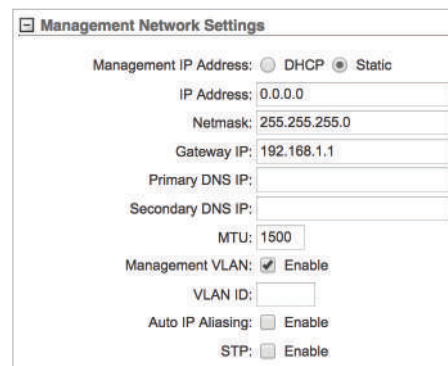 Management Network Settings
Management IP Address: DHCP Static
IP Address: 0.0.0.0
Netmask: 255.255.255.0
Gateway IP: 192.168.1.1
Primary DNS IP:
Secondary DNS IP:
MTU: 1500
Management VLAN: Enable
VLAN ID:
Auto IP Aliasing: Enable
STP: Enable